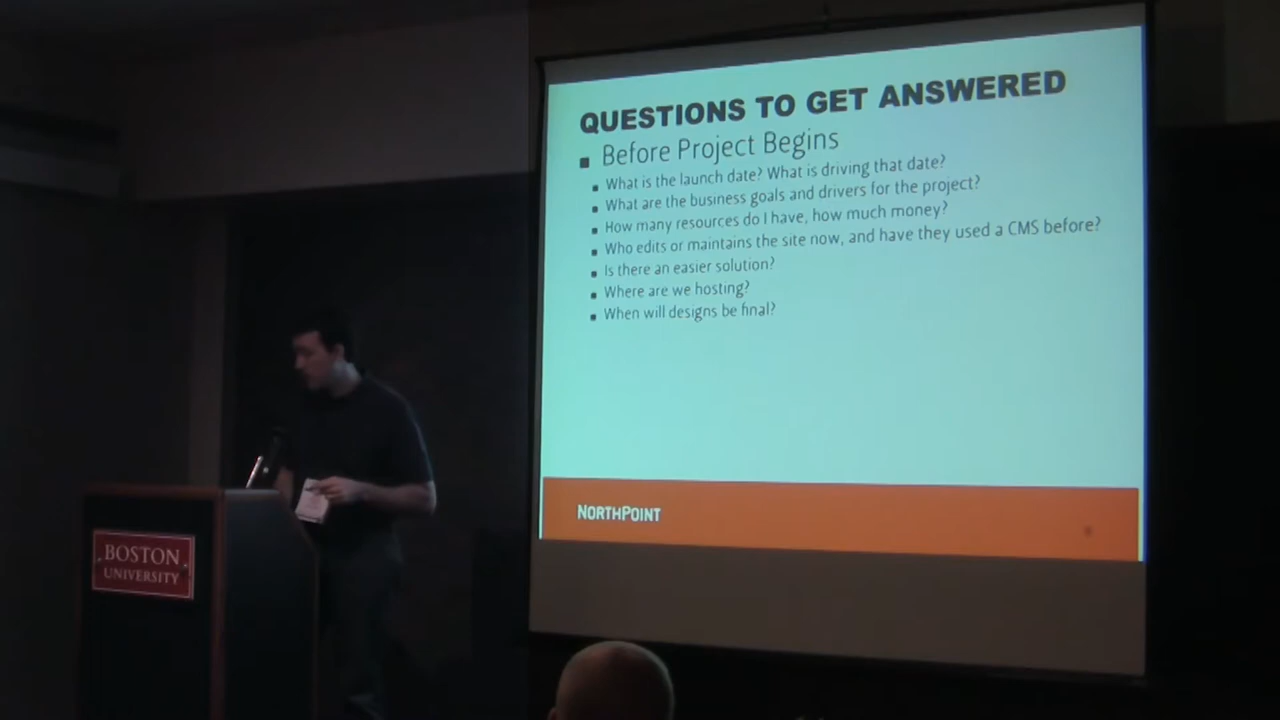 QUESTIONS TO GET ANSWERED
Before Project Begins
What is the launch date? What is driving that date?
What are the business goals and drivers for the project?
How many resources do I have, how much money?
Who edits or maintains the site now, and have they used a CMS before?
Is there an easier solution?
Where are we hosting?
When will designs be final?
NORTHPOINT
BOSTON
UNIVERSITY